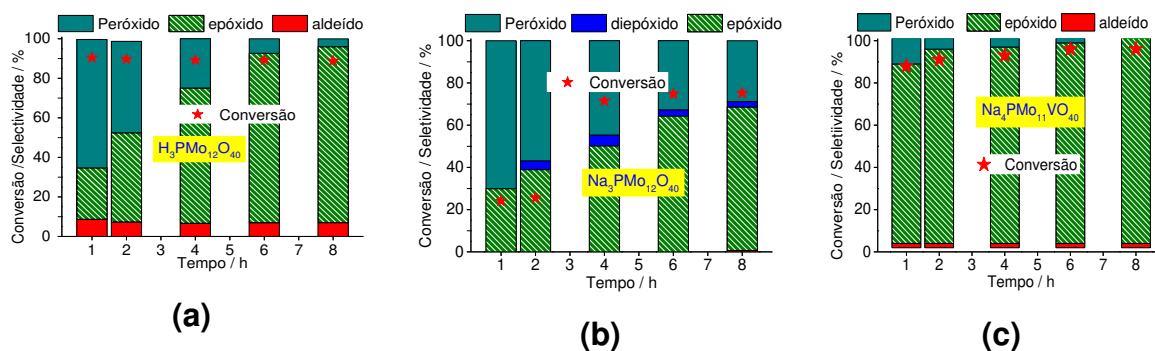 Peróxido epóxido aldeído
Conversão /Selectividade / %
100
80
60
40
20
0
Conversão
H3PMo12O40
1 2 3 4 5 6 7 8
Tempo / h
(a)
Peróxido diepóxido epóxido
Conversão / Seletividade / %
100
80
60
40
20
0
Conversão
Na3PMo12O40
1 2 3 4 5 6 7 8
Tempo / h
(b)
Peróxido epóxido aldeído
Conversão / Seletiividade / %
100
80
60
40
20
0
Na4PMo11VO40
Conversão
1 2 3 4 5 6 7 8
Tempo / h
(c)